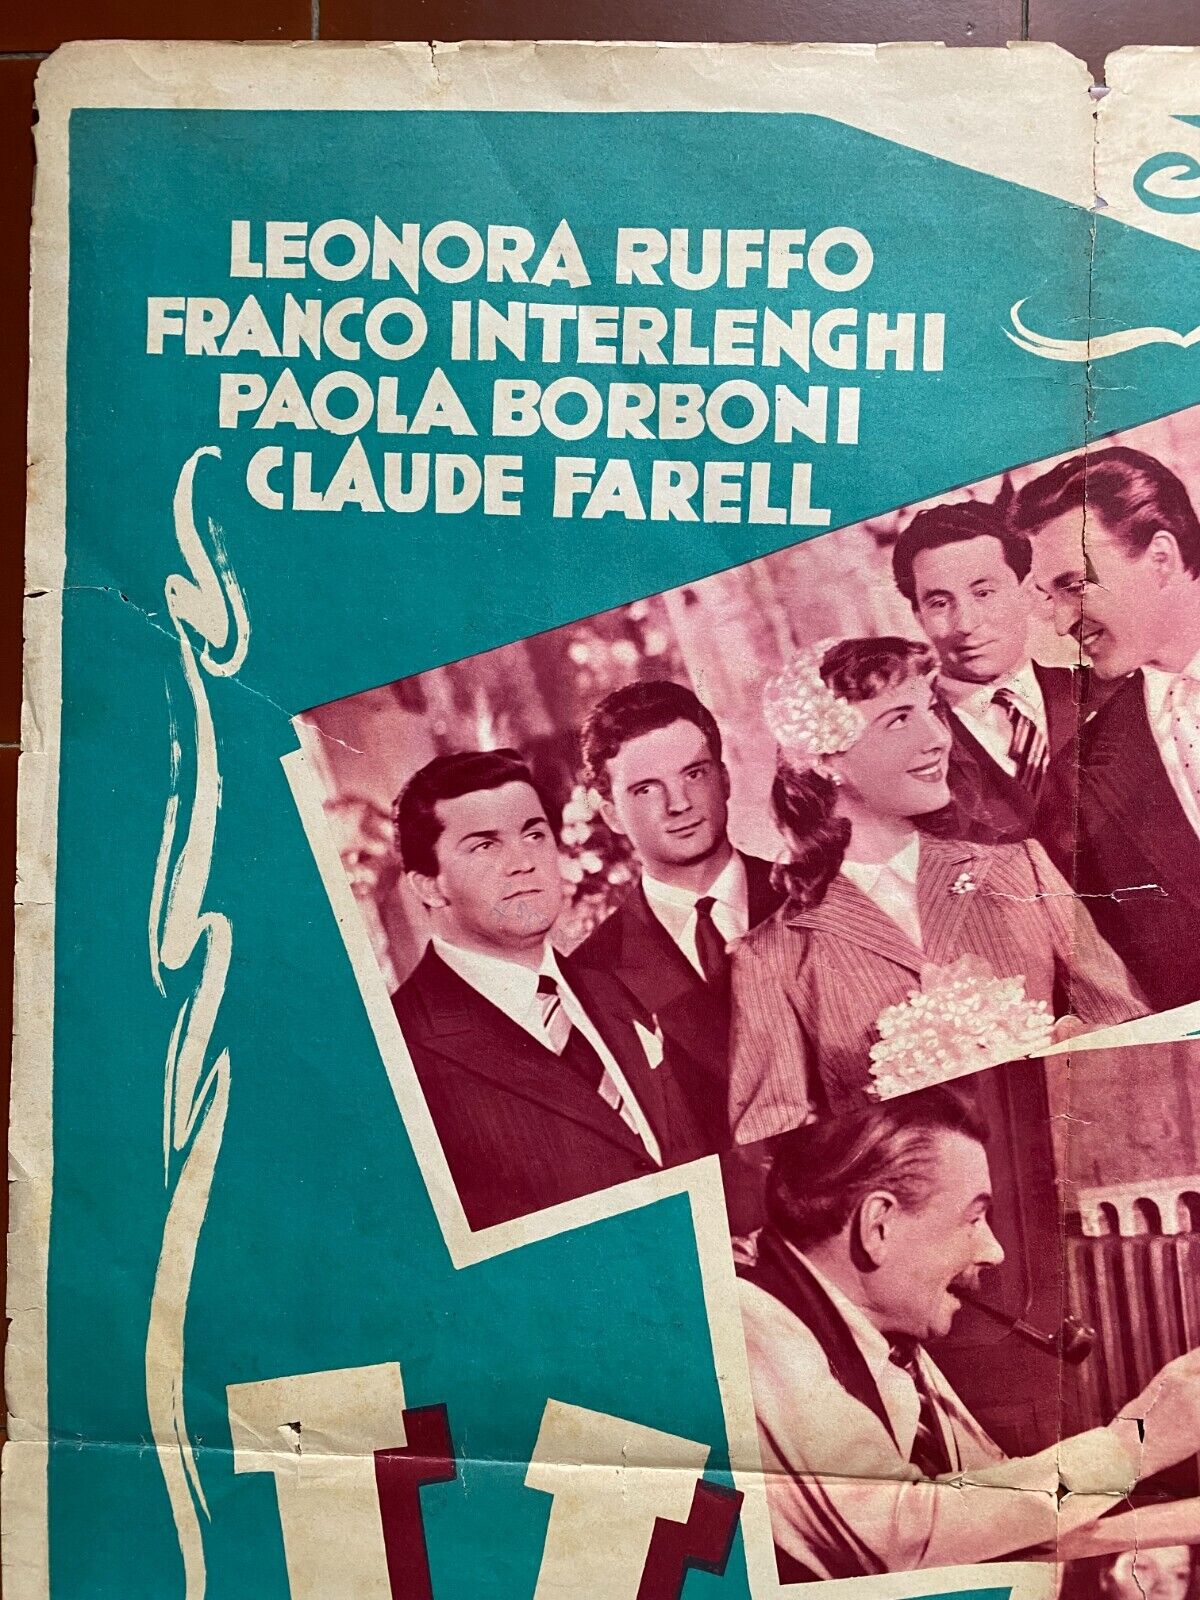 LEONORA RUFFO
FRANCO INTERLENGHI
PAOLA BORBONI
CLAUDE FARELL